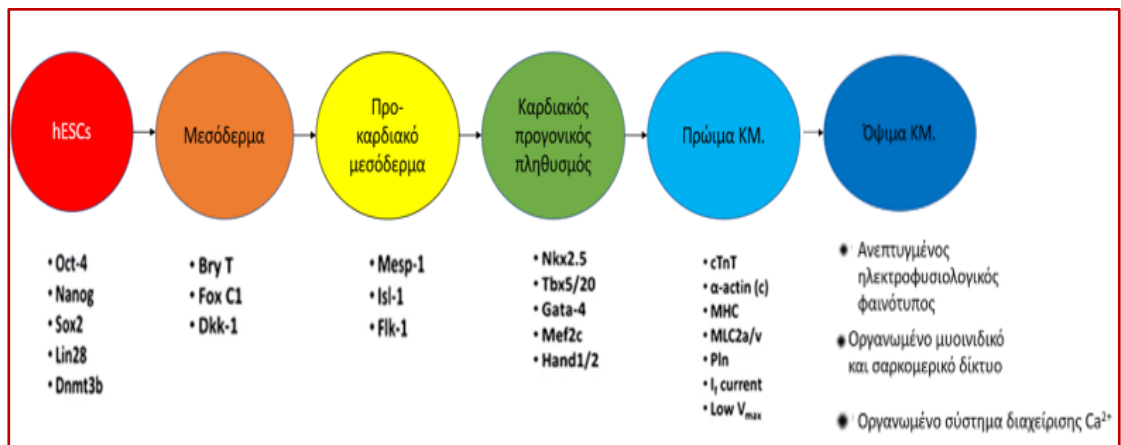 hESCs
Μεσόδερμα
Προ-
καρδιακό
μεσόδερμα
Καρδιακός
προγονικός
πληθυσμός
Πρώιμα ΚΜ.
Όψιμα ΚΜ.
• Oct-4
• Nanog
• Sox2
• Lin28
• Dnmt3b
• Bry T
• Fox C1
• Dkk-1
• Mesp-1
• Isl-1
• Flk-1
• Nkx2.5
• Tbx5/20
• Gata-4
• Mef2c
• Hand1/2
• cTnT
• α-actin (c)
• MHC
• MLC2a/v
• Pln
• If current
• Low Vmax
• Ανεπτυγμένος
ηλεκτροφυσιολογικός
φαινότυπος
• Οργανωμένο μυοινιδικό
και σαρκομερικό δίκτυο
• Οργανωμένο σύστημα διαχείρισης Ca²⁺